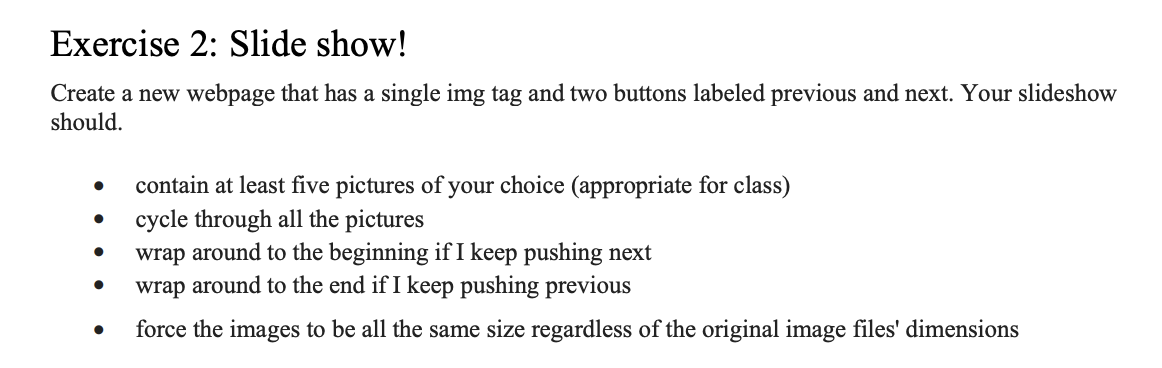 Exercise 2: Slide show!
Create a new webpage that has a single img tag and two buttons labeled previous and next. Your slideshow
should.
• contain at least five pictures of your choice (appropriate for class)
• cycle through all the pictures
• wrap around to the beginning if I keep pushing next
• wrap around to the end if I keep pushing previous
• force the images to be all the same size regardless of the original image files' dimensions